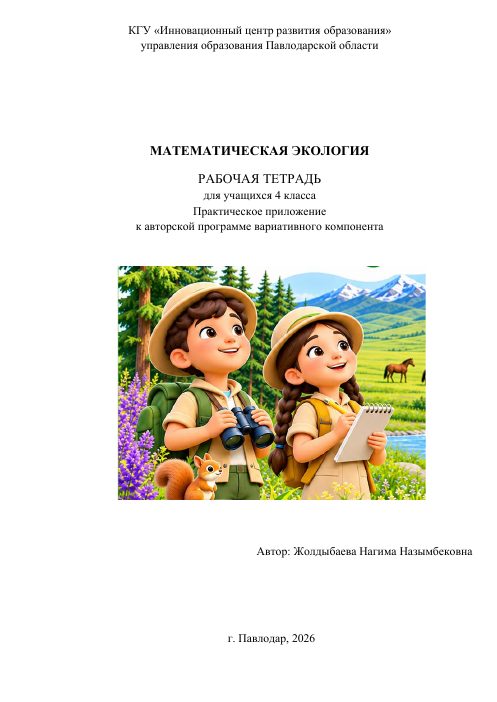 КГУ «Инновационный центр развития образования»
управления образования Павлодарской области
МАТЕМАТИЧЕСКАЯ ЭКОЛОГИЯ
РАБОЧАЯ ТЕТРАДЬ
для учащихся 4 класса
Практическое приложение
к авторской программе вариативного компонента
Автор: Жолдыбаева Нагима Назымбековна
г. Павлодар, 2026